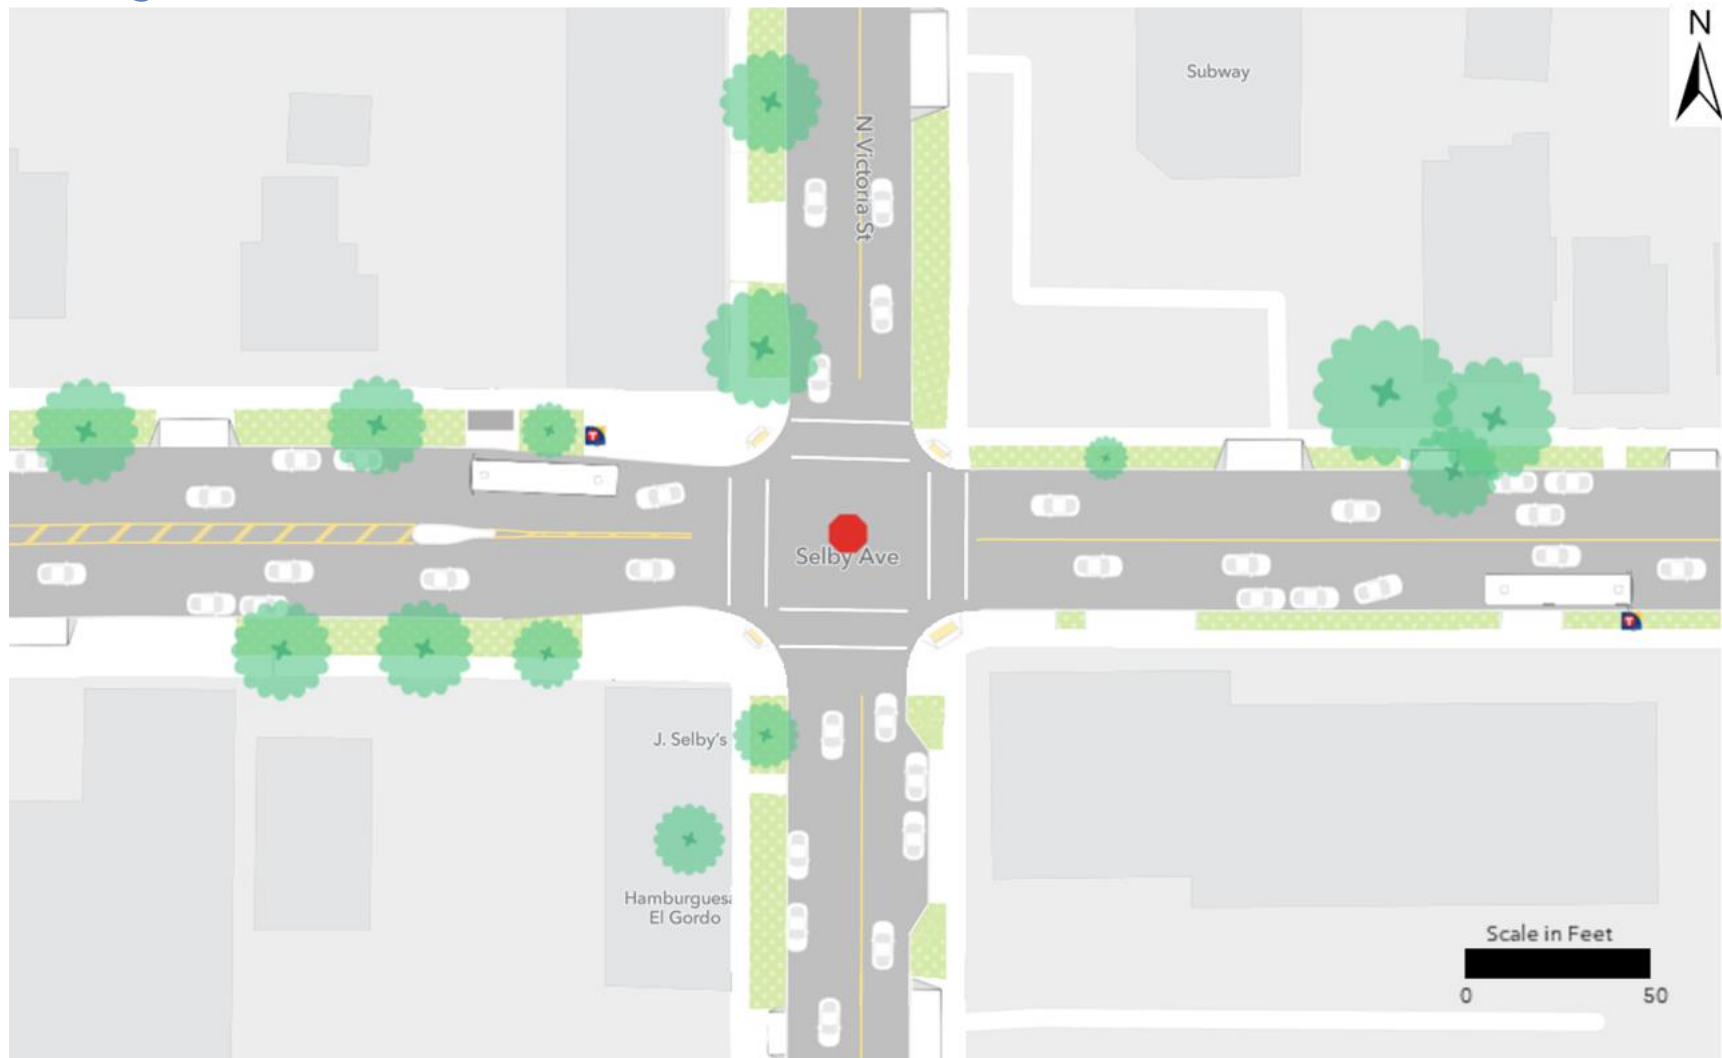 N
Subway
N Victoria St
Selby Ave
J. Selby's
Hamburguesa
El Gordo
Scale in Feet
0 50
T
T